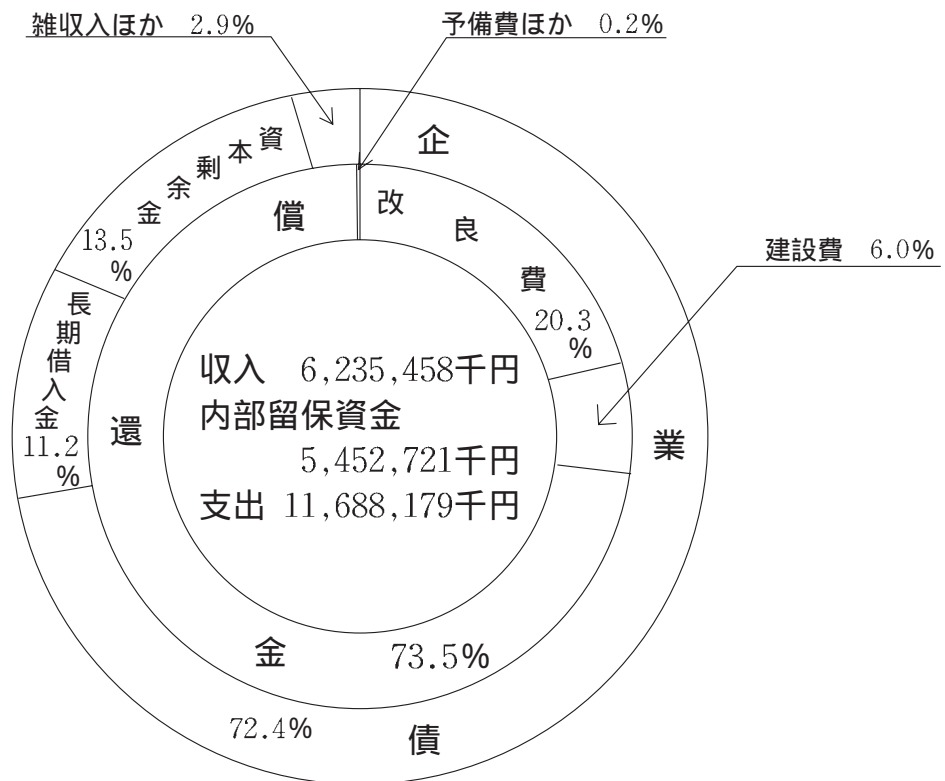 雑収入ほか 2.9%
予備費ほか 0.2%
企業債
72.4%
長期借入金
11.2%
資本剰余金
13.5%
改良費
20.3%
建設費 6.0%
償還金
73.5%
収入 6,235,458千円
内部留保資金
5,452,721千円
支出 11,688,179千円